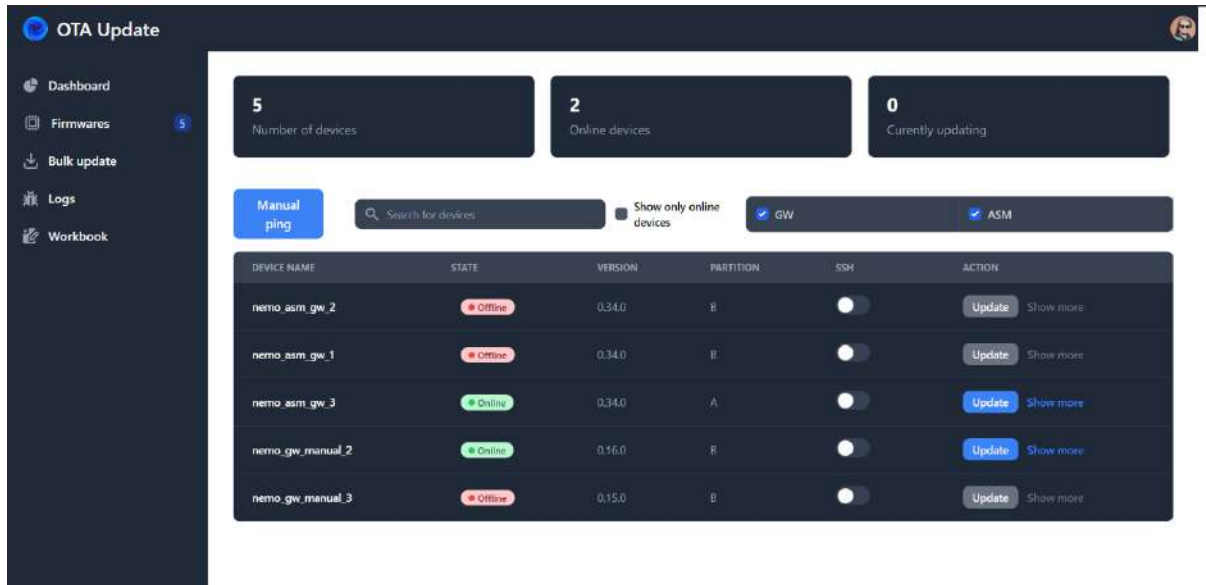 OTA Update
Dashboard
Firmwares 5
Bulk update
Logs
Workbook
5
Number of devices
2
Online devices
0
Curently updating
Manual
ping
Search for devices
Show only online
devices
GW
ASM
DEVICE NAME STATE VERSION PARTITION SSH ACTION
nemo_asm_gw_2 Offline 0.34.0 B Update Show more
nemo_asm_gw_1 Offline 0.34.0 B Update Show more
nemo_asm_gw_3 Online 0.34.0 A Update Show more
nemo_gw_manual_2 Online 0.16.0 B Update Show more
nemo_gw_manual_3 Offline 0.15.0 B Update Show more